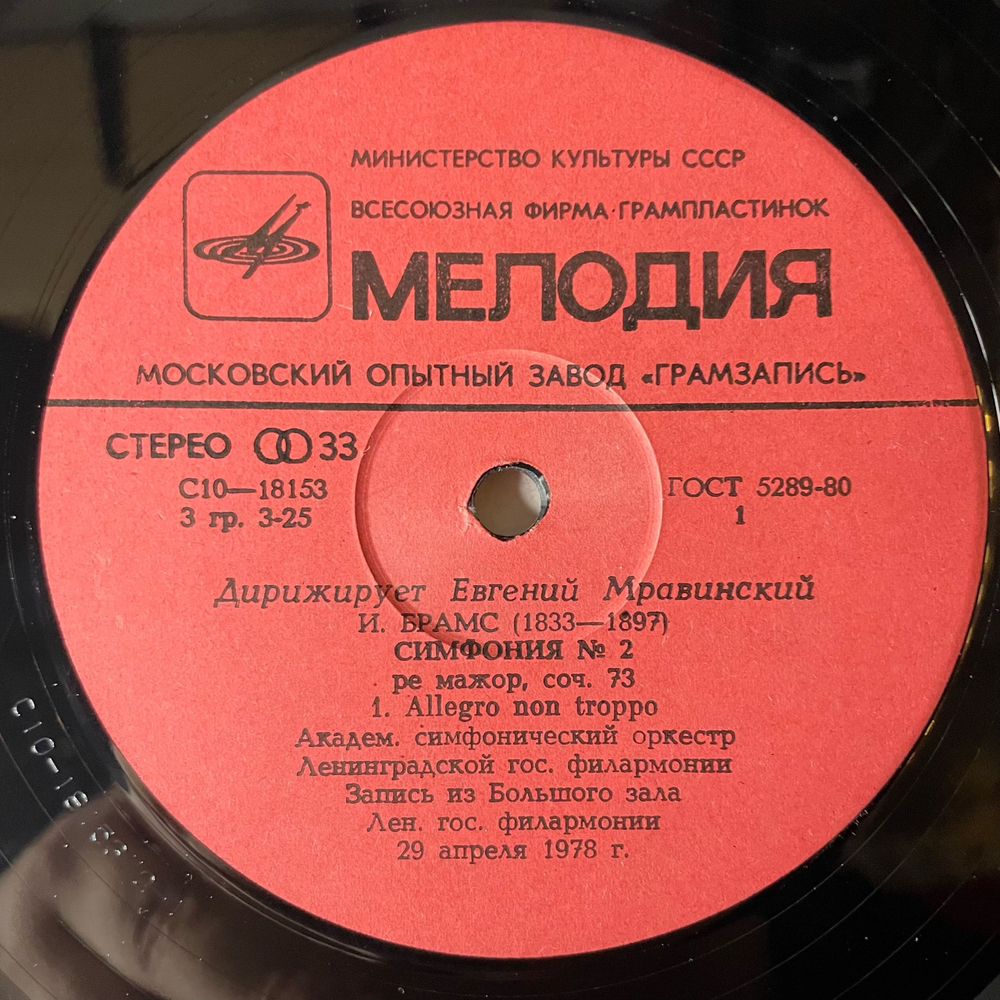 МИНИСТЕРСТВО КУЛЬТУРЫ СССР
ВСЕСОЮЗНАЯ ФИРМА ГРАМПЛАСТИНОК
МЕЛОДИЯ
МОСКОВСКИЙ ОПЫТНЫЙ ЗАВОД «ГРАМЗАПИСЬ»
СТЕРЕО 33
С10—18153
3 гр. 3-25
ГОСТ 5289-80
1
Дирижирует Евгений Мравинский
И. БРАМС (1833—1897)
СИМФОНИЯ № 2
ре мажор, соч. 73
1. Allegro non troppo
Академ. симфонический оркестр
Ленинградской гос. филармонии
Запись из Большого зала
Лен. гос. филармонии
29 апреля 1978 г.
С10-18